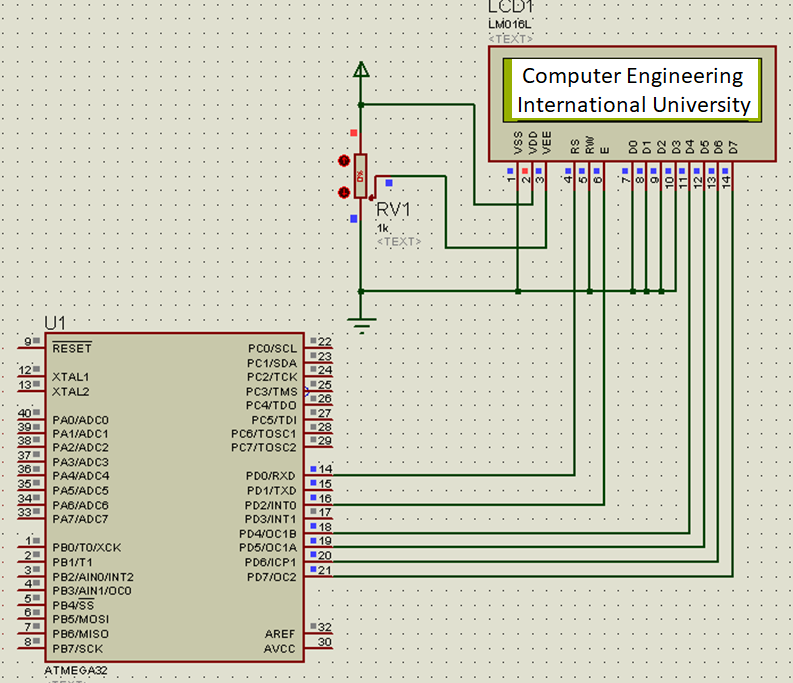 LCD1
LM016L
<TEXT>
Computer Engineering
International University
VSS
VDD
VEE
RS
RW
E
D0
D1
D2
D3
D4
D5
D6
D7
1
2
3
4
5
6
7
8
9
10
11
12
13
14
0%
RV1
1k
<TEXT>
U1
9 RESET
12 XTAL1
13 XTAL2
40 PA0/ADC0
39 PA1/ADC1
38 PA2/ADC2
37 PA3/ADC3
36 PA4/ADC4
35 PA5/ADC5
34 PA6/ADC6
33 PA7/ADC7
1 PB0/T0/XCK
2 PB1/T1
3 PB2/AIN0/INT2
4 PB3/AIN1/OC0
5 PB4/SS
6 PB5/MOSI
7 PB6/MISO
8 PB7/SCK
PC0/SCL 22
PC1/SDA 23
PC2/TCK 24
PC3/TMS 25
PC4/TDO 26
PC5/TDI 27
PC6/TOSC1 28
PC7/TOSC2 29
PD0/RXD 14
PD1/TXD 15
PD2/INT0 16
PD3/INT1 17
PD4/OC1B 18
PD5/OC1A 19
PD6/ICP1 20
PD7/OC2 21
AREF 32
AVCC 30
ATMEGA32
<TEXT>